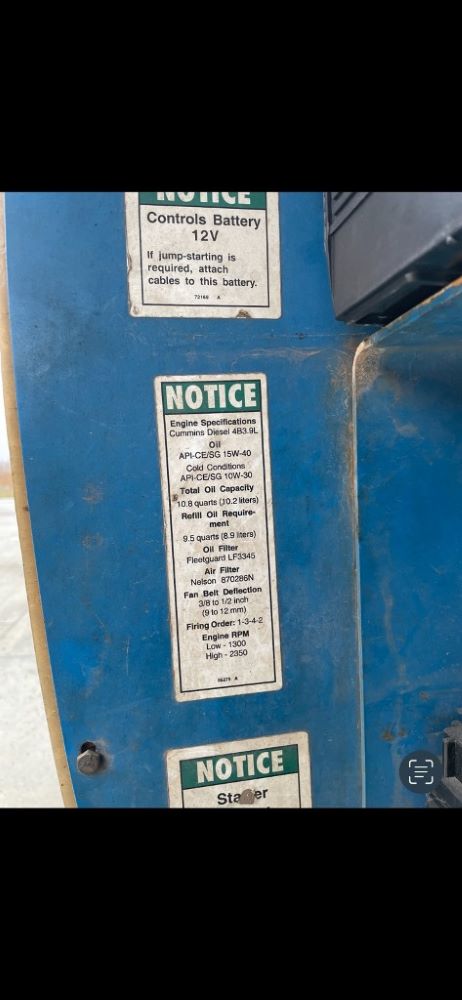 NOTICE
Controls Battery
12V
If jump-starting is
required, attach
cables to this battery.
72169 A
NOTICE
Engine Specifications
Cummins Diesel 4B3.9L
Oil
API-CE/SG 15W-40
Cold Conditions
API-CE/SG 10W-30
Total Oil Capacity
10.8 quarts (10.2 liters)
Refill Oil Require-
ment
9.5 quarts (8.9 liters)
Oil Filter
Fleetguard LF3345
Air Filter
Nelson 870286N
Fan Belt Deflection
3/8 to 1/2 inch
(9 to 12 mm)
Firing Order: 1-3-4-2
Engine RPM
Low - 1300
High - 2350
NOTICE